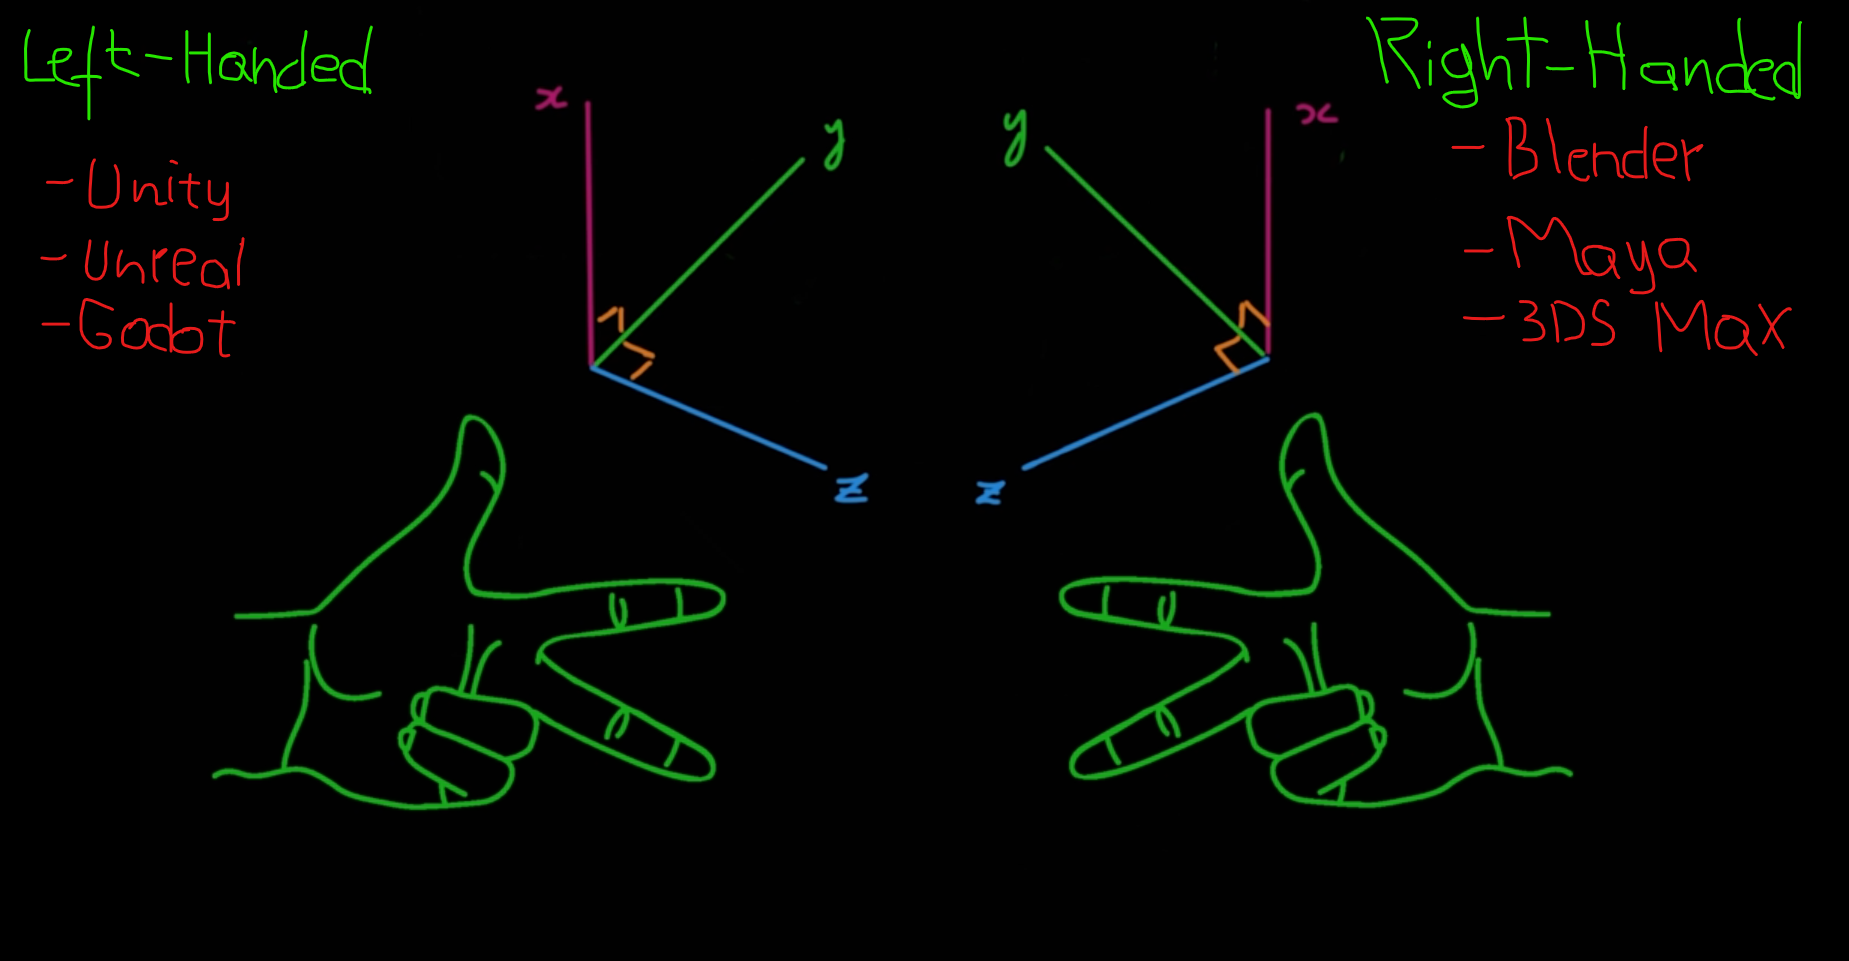 Left-Handed
- Unity
- Unreal
- Godot
x
y
z
y
x
z
Right-Handed
- Blender
- Maya
- 3DS Max